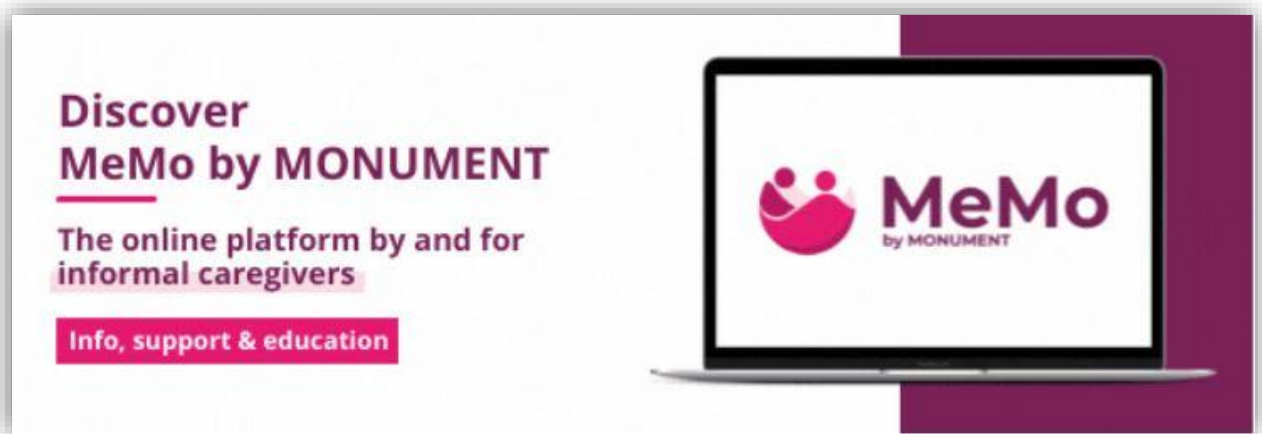 Discover
MeMo by MONUMENT
The online platform by and for
informal caregivers
Info, support & education
MeMo
by MONUMENT